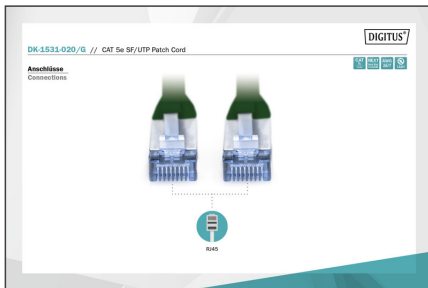 DIGITUS®
DK-1531-020/G // CAT 5e SF/UTP Patch Cord
Anschlüsse
Connections
RJ45